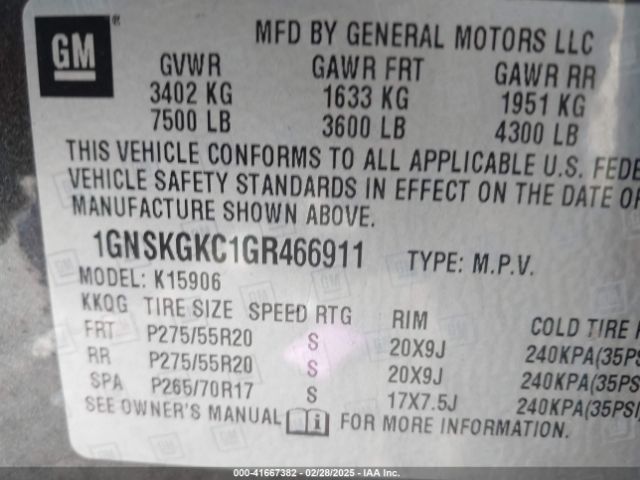 GM
MFD BY GENERAL MOTORS LLC
GVWR GAWR FRT GAWR RR
3402 KG 1633 KG 1951 KG
7500 LB 3600 LB 4300 LB
THIS VEHICLE CONFORMS TO ALL APPLICABLE U.S. FEDE
VEHICLE SAFETY STANDARDS IN EFFECT ON THE DATE OF
MANUFACTURE SHOWN ABOVE.
1GNSKGKC1GR466911 TYPE: M.P.V.
MODEL: K15906
KKQG TIRE SIZE SPEED RTG RIM COLD TIRE
FRT P275/55R20 S 20X9J 240KPA(35PS
RR P275/55R20 S 20X9J 240KPA(35PS
SPA P265/70R17 S 17X7.5J 240KPA(35PSI
SEE OWNER'S MANUAL i FOR MORE INFORMATION.
000-41667382 - 02/28/2025 - IAA Inc.